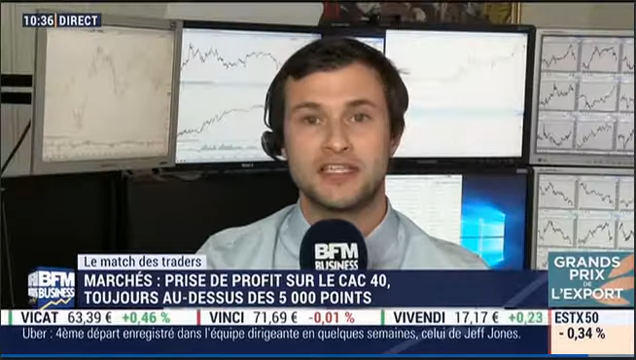 10:36 DIRECT
BFM
BUSINESS
Le match des traders
BFM
BUSINESS
MARCHÉS : PRISE DE PROFIT SUR LE CAC 40,
TOUJOURS AU-DESSUS DES 5 000 POINTS
GRANDS
PRIX
DE
L'EXPORT
VICAT 63,39 € +0,46 % VINCI 71,69 € -0,01 % VIVENDI 17,17 € +0,23
ESTX50
- 0,34 %
Uber : 4ème départ enregistré dans l'équipe dirigeante en quelques semaines, celui de Jeff Jones.